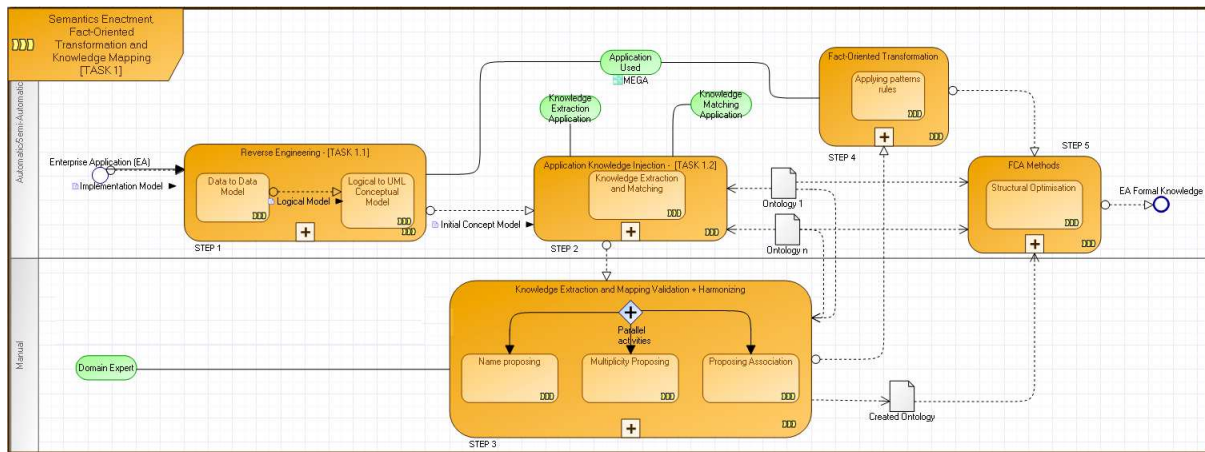 Semantics Enactment,
Fact-Oriented
Transformation and
Knowledge Mapping
[TASK 1]
Automatic/Semi-Automatic
Manual
Enterprise Application (EA)
Implementation Model
Reverse Engineering - [TASK 1.1]
Data to Data
Model
Logical Model
Logical to UML
Conceptual
Model
STEP 1
Initial Concept Model
Application
Used
MEGA
Knowledge
Extraction
Application
Knowledge
Matching
Application
Application Knowledge Injection - [TASK 1.2]
Knowledge Extraction
and Matching
STEP 2
Ontology 1
Ontology n
Fact-Oriented Transformation
Applying patterns
rules
STEP 4
STEP 5
FCA Methods
Structural Optimisation
EA Formal Knowledge
Knowledge Extraction and Mapping Validation + Harmonizing
Parallel
activities
Name proposing
Multiplicity Proposing
Proposing Association
STEP 3
Domain Expert
Created Ontology